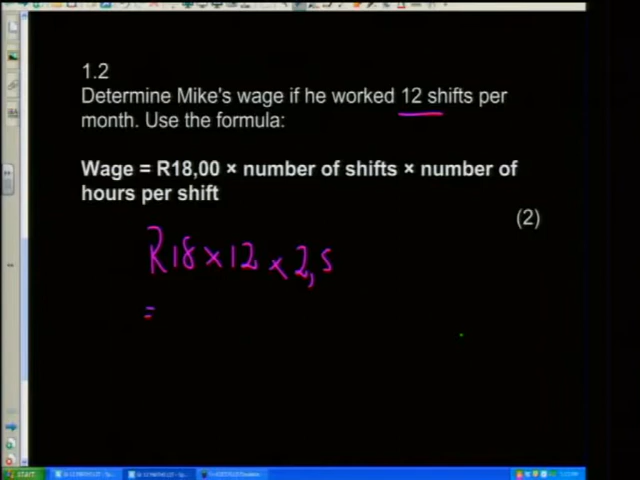 1.2
Determine Mike's wage if he worked 12 shifts per
month. Use the formula:
Wage = R18,00 × number of shifts × number of
hours per shift
(2)
R18 × 12 × 2,5
=
start